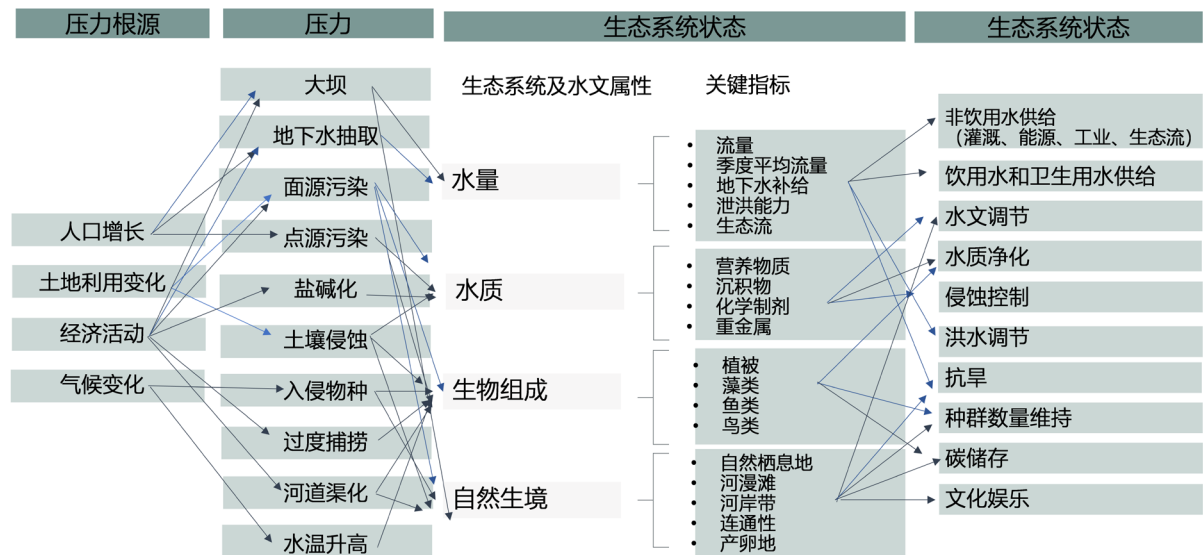 压力根源
压力
生态系统状态
生态系统状态
人口增长
土地利用变化
经济活动
气候变化
大坝
地下水抽取
面源污染
点源污染
盐碱化
土壤侵蚀
入侵物种
过度捕捞
河道渠化
水温升高
生态系统及水文属性
关键指标
水量
水质
生物组成
自然生境
• 流量
• 季度平均流量
• 地下水补给
• 泄洪能力
• 生态流
• 营养物质
• 沉积物
• 化学制剂
• 重金属
• 植被
• 藻类
• 鱼类
• 鸟类
• 自然栖息地
• 河漫滩
• 河岸带
• 连通性
• 产卵地
非饮用水供给
（灌溉、能源、工业、生态流）
饮用水和卫生用水供给
水文调节
水质净化
侵蚀控制
洪水调节
抗旱
种群数量维持
碳储存
文化娱乐